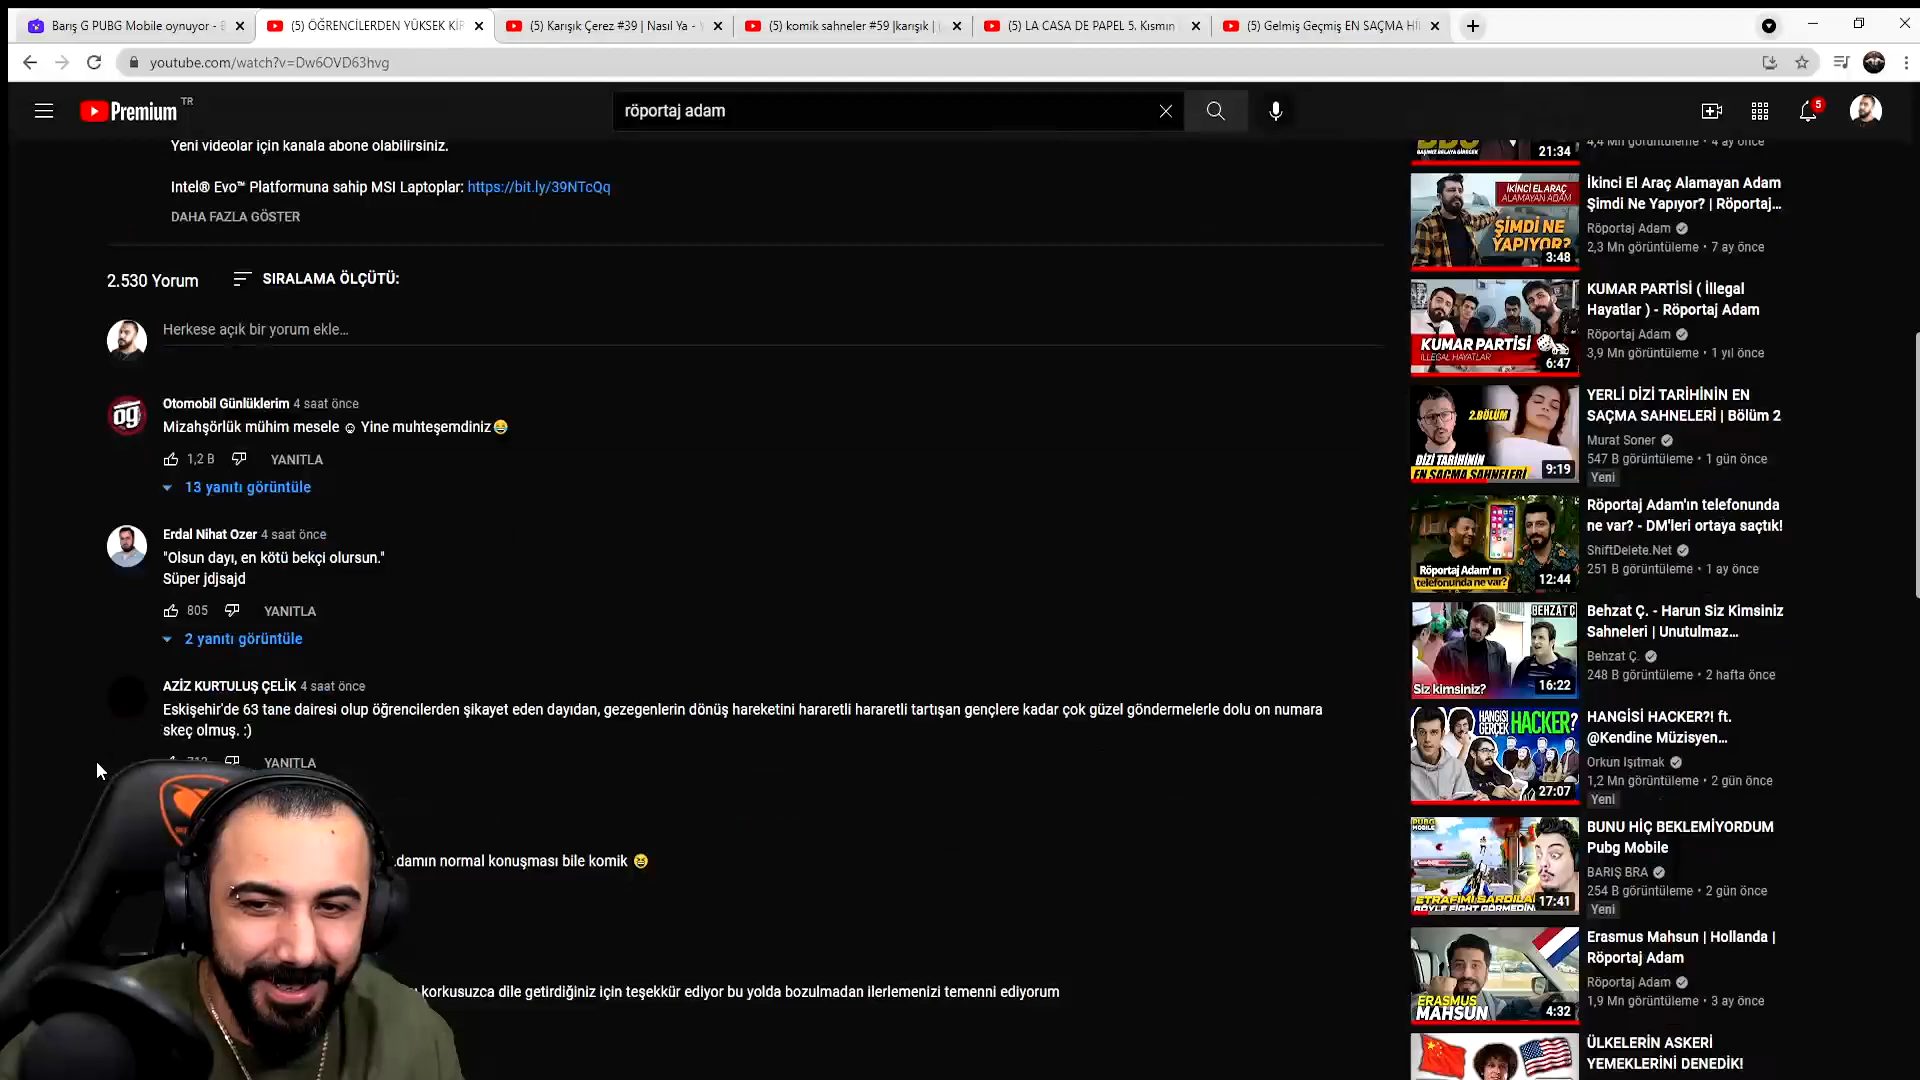 Barış G PUBG Mobile oynuyor -
(5) ÖĞRENCİLERDEN YÜKSEK KİR
(5) Karışık Çerez #39 | Nasıl Ya -
(5) komik sahneler #59 |karışık |
(5) LA CASA DE PAPEL 5. Kısmın
(5) Gelmiş Geçmiş EN SAÇMA Hİ
youtube.com/watch?v=Dw6OVD63hvg
Premium TR
röportaj adam
5
Yeni videolar için kanala abone olabilirsiniz.
Intel® Evo™ Platformuna sahip MSI Laptoplar: https://bit.ly/39NTcQq
DAHA FAZLA GÖSTER
2.530 Yorum
SIRALAMA ÖLÇÜTÜ:
Herkese açık bir yorum ekle...
ög
Otomobil Günlüklerim 4 saat önce
Mizahşörlük mühim mesele ☺ Yine muhteşemdiniz😂
1,2 B YANITLA
13 yanıtı görüntüle
Erdal Nihat Ozer 4 saat önce
"Olsun dayı, en kötü bekçi olursun."
Süper jdjsajd
805 YANITLA
2 yanıtı görüntüle
AZİZ KURTULUŞ ÇELİK 4 saat önce
Eskişehir'de 63 tane dairesi olup öğrencilerden şikayet eden dayıdan, gezegenlerin dönüş hareketini hararetli hararetli tartışan gençlere kadar çok güzel göndermelerle dolu on numara
skeç olmuş. :)
YANITLA
damın normal konuşması bile komik 😆
korkusuzca dile getirdiğiniz için teşekkür ediyor bu yolda bozulmadan ilerlemenizi temenni ediyorum
BAŞINIZ BELAYA GİRECEK
21:34
4,4 Mn görüntüleme • 4 ay önce
İKİNCİ EL ARAÇ
ALAMAYAN ADAM
ŞİMDİ NE
YAPIYOR?
3:48
İkinci El Araç Alamayan Adam
Şimdi Ne Yapıyor? | Röportaj...
Röportaj Adam
2,3 Mn görüntüleme • 7 ay önce
KUMAR PARTİSİ
İLLEGAL HAYATLAR
6:47
KUMAR PARTİSİ ( İllegal
Hayatlar ) - Röportaj Adam
Röportaj Adam
3,9 Mn görüntüleme • 1 yıl önce
2.BÖLÜM
DİZİ TARİHİNİN
EN SAÇMA SAHNELERİ
9:19
YERLİ DİZİ TARİHİNİN EN
SAÇMA SAHNELERİ | Bölüm 2
Murat Soner
547 B görüntüleme • 1 gün önce
Yeni
Röportaj Adam'ın
telefonunda ne var?
12:44
Röportaj Adam'ın telefonunda
ne var? - DM'leri ortaya saçtık!
ShiftDelete.Net
251 B görüntüleme • 1 ay önce
BEHZAT Ç
Siz kimsiniz?
16:22
Behzat Ç. - Harun Siz Kimsiniz
Sahneleri | Unutulmaz...
Behzat Ç.
248 B görüntüleme • 2 hafta önce
HANGİSİ
GERÇEK
HACKER?
27:07
HANGİSİ HACKER?! ft.
@Kendine Müzisyen...
Orkun Işıtmak
1,2 Mn görüntüleme • 2 gün önce
Yeni
PUBG
MOBILE
ETRAFIMI SARDILAR
BÖYLE FIGHT GÖRMEDİN
17:41
BUNU HİÇ BEKLEMİYORDUM
Pubg Mobile
BARIŞ BRA
254 B görüntüleme • 2 gün önce
Yeni
ERASMUS
MAHSUN
4:32
Erasmus Mahsun | Hollanda |
Röportaj Adam
Röportaj Adam
1,9 Mn görüntüleme • 3 ay önce
ÜLKELERİN ASKERİ
YEMEKLERİNİ DENEDİK!